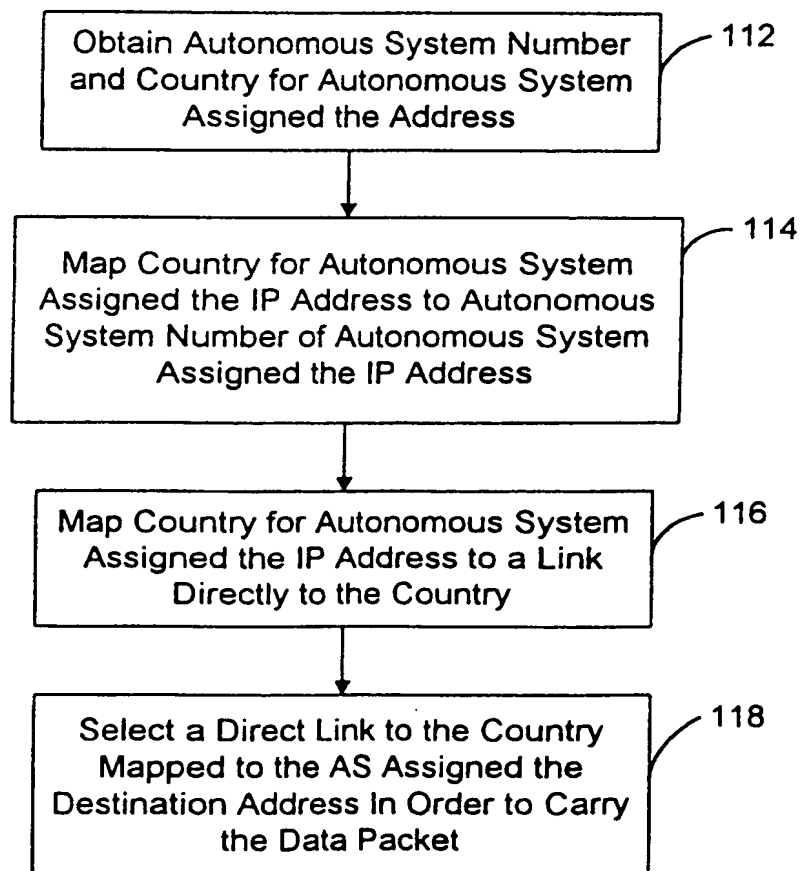 Obtain Autonomous System Number
and Country for Autonomous System
Assigned the Address
112
Map Country for Autonomous System
Assigned the IP Address to Autonomous
System Number of Autonomous System
Assigned the IP Address
114
Map Country for Autonomous System
Assigned the IP Address to a Link
Directly to the Country
116
Select a Direct Link to the Country
Mapped to the AS Assigned the
Destination Address In Order to Carry
the Data Packet
118